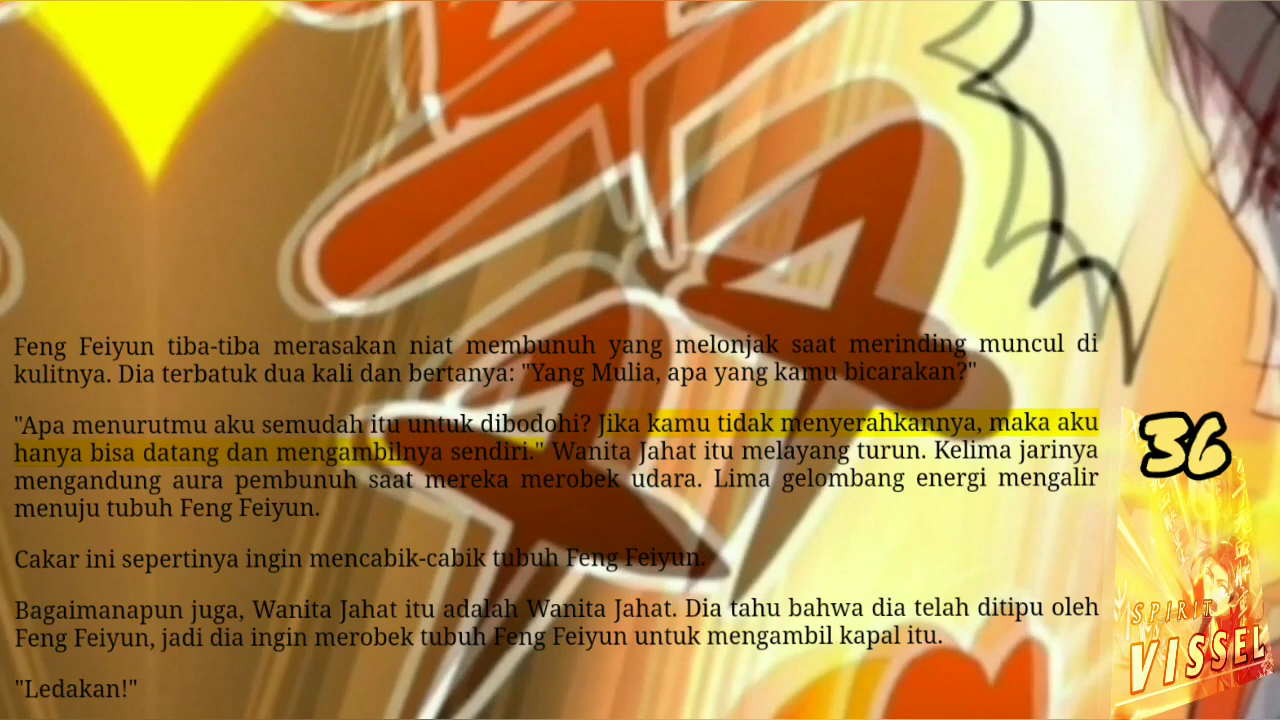 Feng Feiyun tiba-tiba merasakan niat membunuh yang melonjak saat merinding muncul di
kulitnya. Dia terbatuk dua kali dan bertanya: "Yang Mulia, apa yang kamu bicarakan?"
"Apa menurutmu aku semudah itu untuk dibodohi? Jika kamu tidak menyerahkannya, maka aku
hanya bisa datang dan mengambilnya sendiri." Wanita Jahat itu melayang turun. Kelima jarinya
mengandung aura pembunuh saat mereka merobek udara. Lima gelombang energi mengalir
menuju tubuh Feng Feiyun.
Cakar ini sepertinya ingin mencabik-cabik tubuh Feng Feiyun.
Bagaimanapun juga, Wanita Jahat itu adalah Wanita Jahat. Dia tahu bahwa dia telah ditipu oleh
Feng Feiyun, jadi dia ingin merobek tubuh Feng Feiyun untuk mengambil kapal itu.
"Ledakan!"
36
SPIRIT
VISSEL